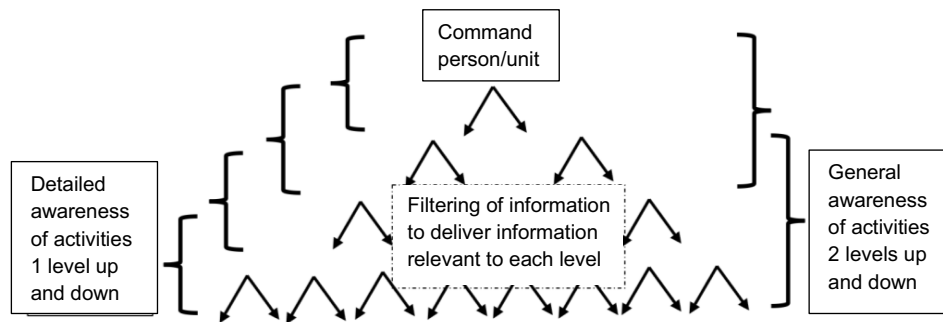 Command
person/unit
Detailed
awareness
of activities
1 level up
and down
Filtering of information
to deliver information
relevant to each level
General
awareness
of activities
2 levels up
and down